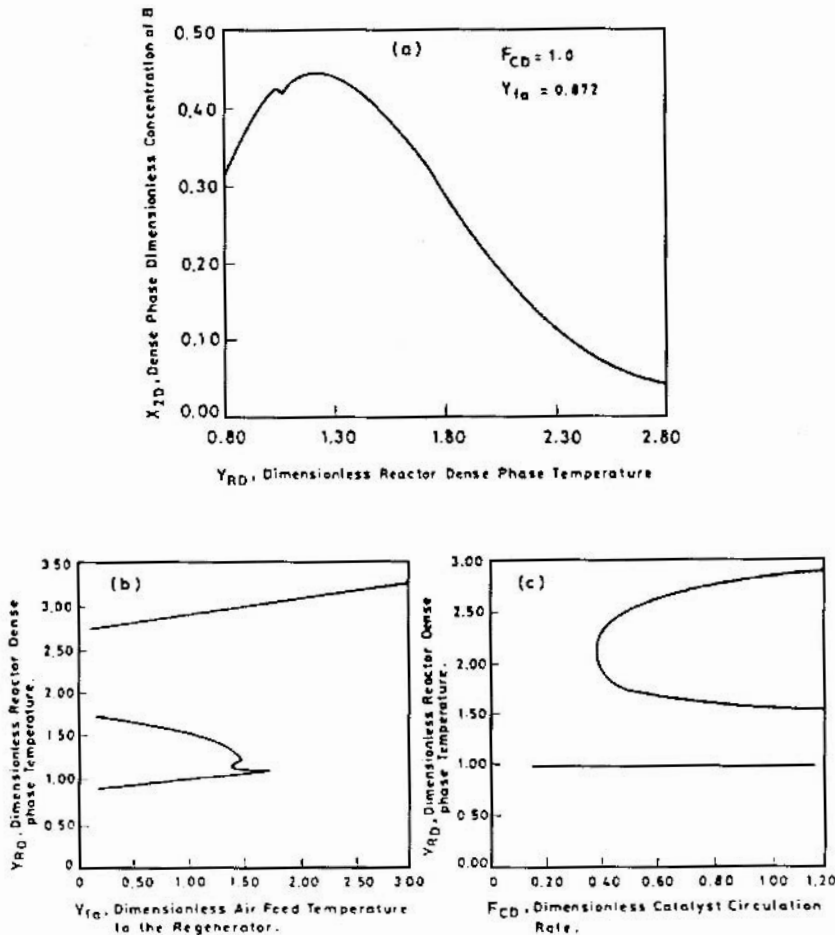 (a)
F_CD = 1.0
Y_fa = 0.872
0.50
0.40
0.30
0.20
0.10
0.00
X_2D, Dense Phase Dimensionless Concentration of B
0.80
1.30
1.80
2.30
2.80
Y_RD, Dimensionless Reactor Dense Phase Temperature
(b)
3.50
3.00
2.50
2.00
1.50
1.00
0 50
0
Y_RD, Dimensionless Reactor Dense
phase Temperature.
0 0.50 1.00 1.50 2.00 2.50 3.00
Y_fa, Dimensionless Air Feed Temperature
to the Regenerator.
(c)
3.00
2.50
2.00
1.50
1.00
0.50
0.00
Y_RD, Dimensionless Reactor Dense
phase Temperature.
0 0.20 0.40 0.60 0.80 1.00 1.20
F_CD, Dimensionless Catalyst Circulation
Rate.